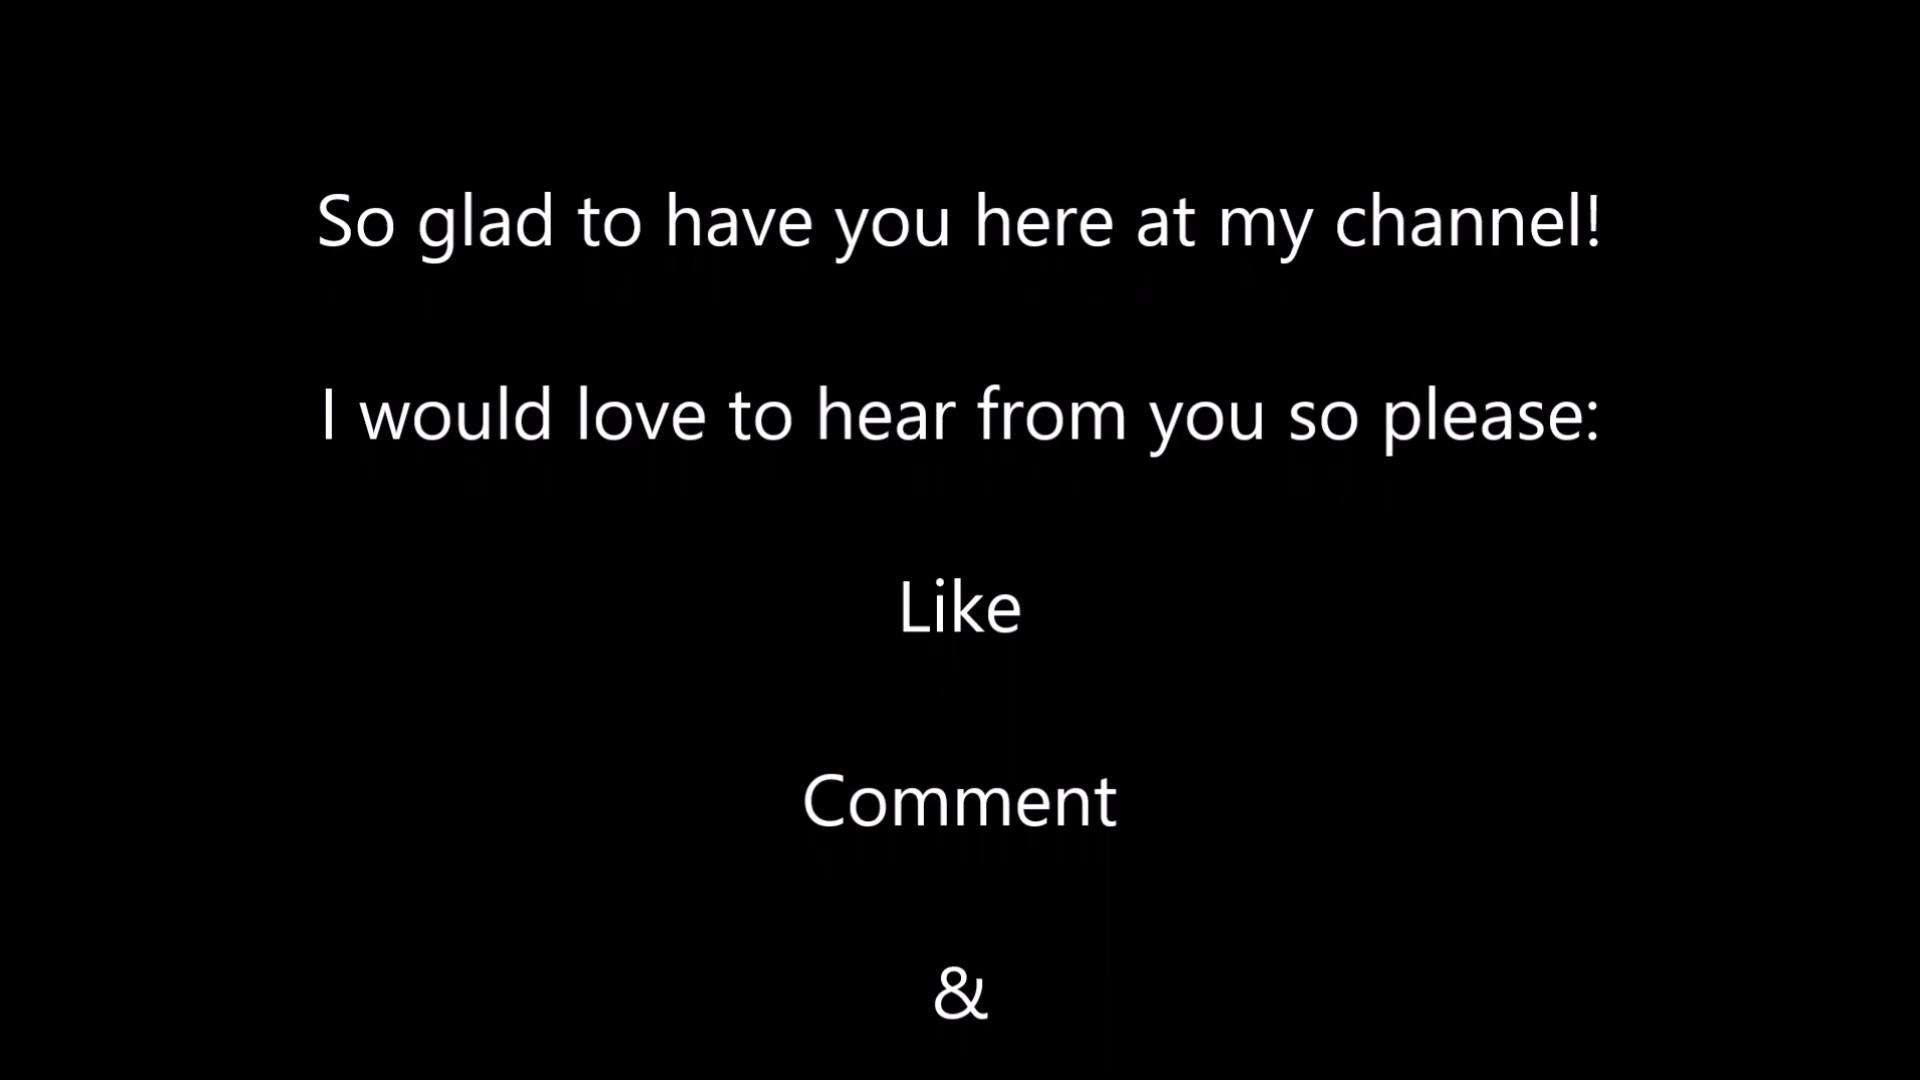 So glad to have you here at my channel!
I would love to hear from you so please:
Like
Comment
&